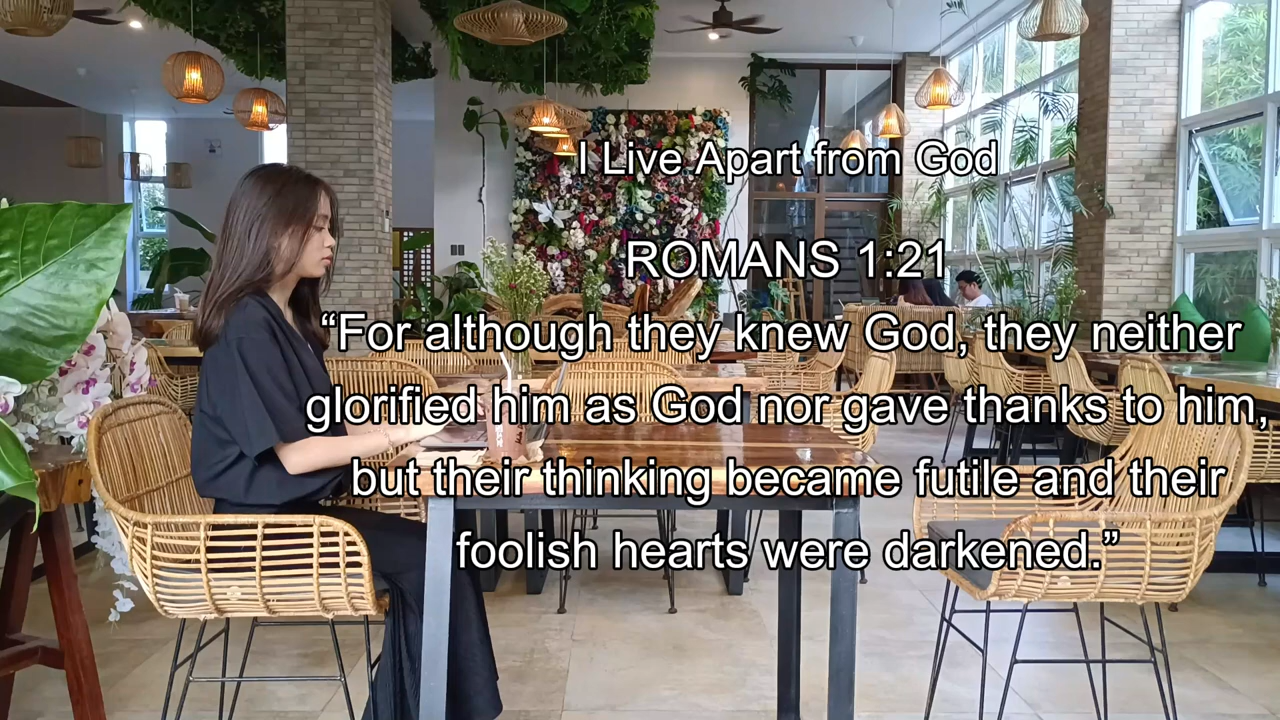 I Live Apart from God
ROMANS 1:21
“For although they knew God, they neither
glorified him as God nor gave thanks to him,
but their thinking became futile and their
foolish hearts were darkened.”